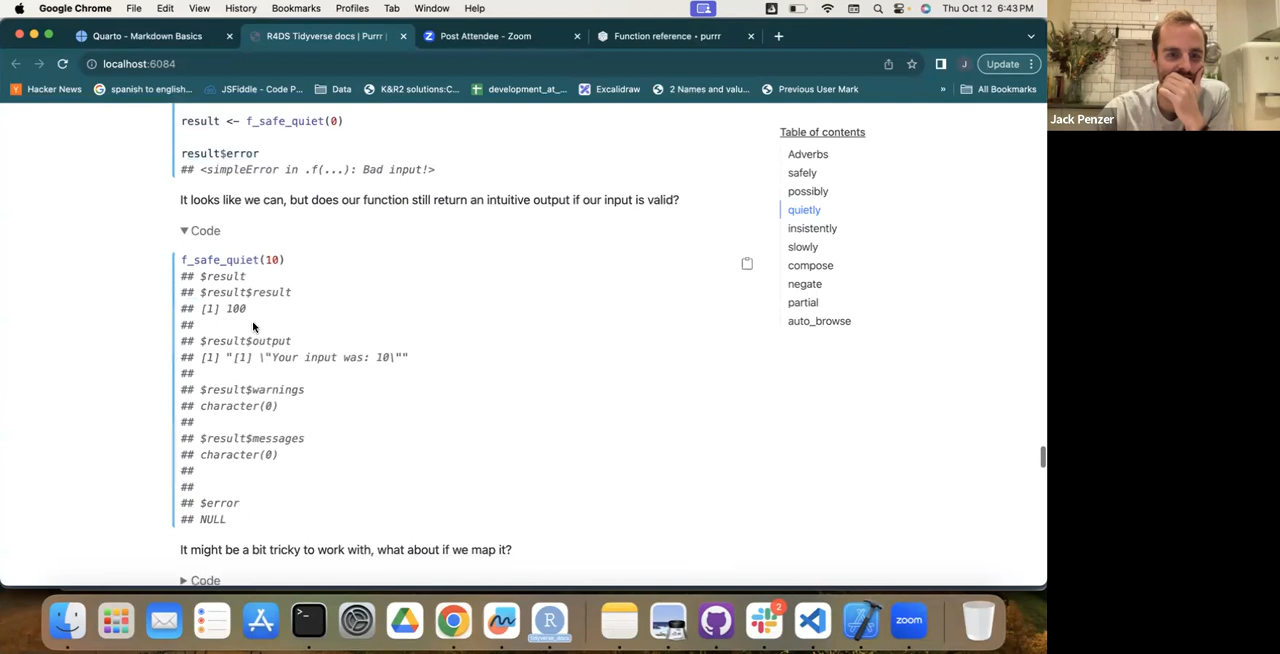 Google Chrome File Edit View History Bookmarks Profiles Tab Window Help Thu Oct 12 6:43 PM
Quarto - Markdown Basics R4DS Tidyverse docs | Purrr Post Attendee - Zoom Function reference • purrr
localhost:6084 J Update
Hacker News spanish to english... JSFiddle - Code P... Data K&R2 solutions:C... development_at_... Excalidraw 2 Names and valu... Previous User Mark » All Bookmarks
result <- f_safe_quiet(0)
result$error
## <simpleError in .f(...): Bad input!>
It looks like we can, but does our function still return an intuitive output if our input is valid?
Code
f_safe_quiet(10)
## $result
## $result$result
## [1] 100
##
## $result$output
## [1] "[1] \"Your input was: 10\""
##
## $result$warnings
## character(0)
##
## $result$messages
## character(0)
##
##
## $error
## NULL
It might be a bit tricky to work with, what about if we map it?
Code
Table of contents
Adverbs
safely
possibly
quietly
insistently
slowly
compose
negate
partial
auto_browse
Jack Penzer
R
tidyverse_docs
2
zoom